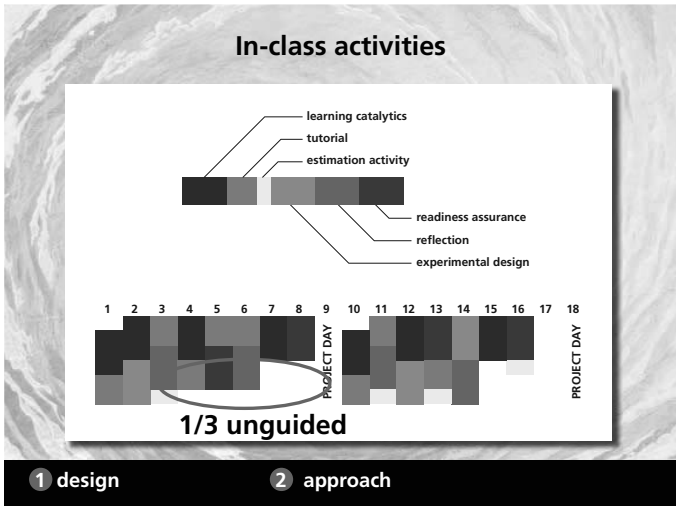 In-class activities
learning catalytics
tutorial
estimation activity
readiness assurance
reflection
experimental design
1 2 3 4 5 6 7 8 9 10 11 12 13 14 15 16 17 18
PROJECT DAY
PROJECT DAY
1/3 unguided
1 design
2 approach